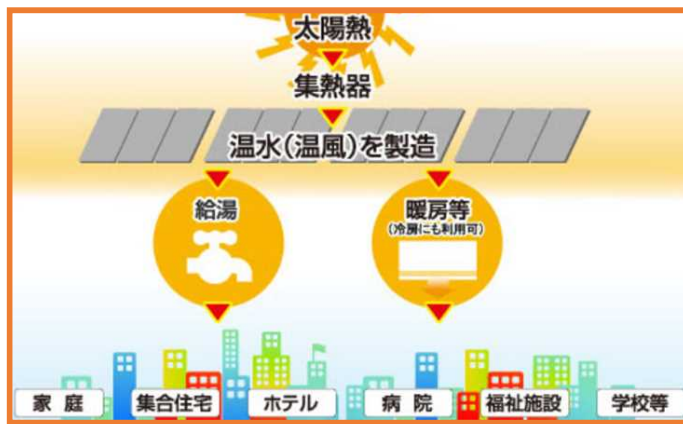 太陽熱
集熱器
温水(温風)を製造
給湯
暖房等
(冷房にも利用可)
家庭
集合住宅
ホテル
病院
福祉施設
学校等